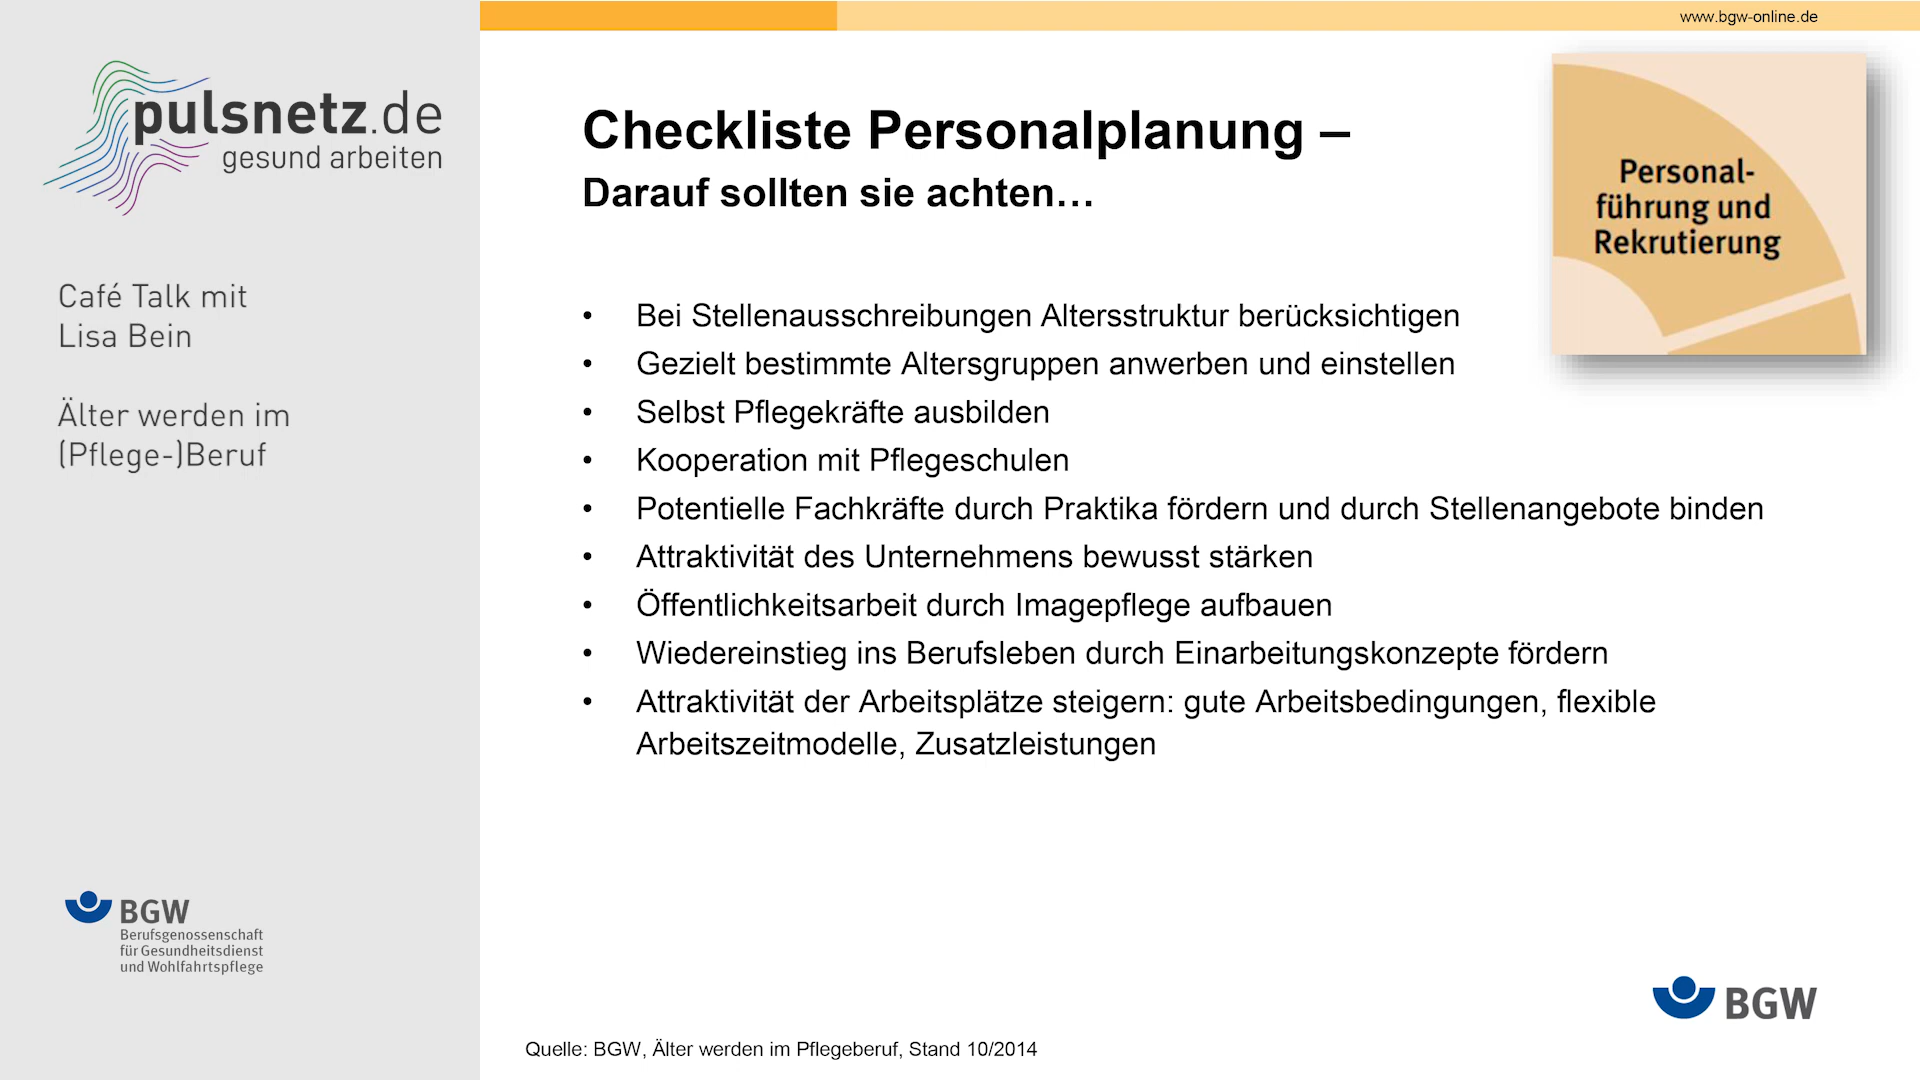 www.bgw-online.de
pulsnetz.de
gesund arbeiten
Café Talk mit
Lisa Bein
Älter werden im
(Pflege-)Beruf
BGW
Berufsgenossenschaft
für Gesundheitsdienst
und Wohlfahrtspflege
Checkliste Personalplanung –
Darauf sollten sie achten…
Personal-
führung und
Rekrutierung
• Bei Stellenausschreibungen Altersstruktur berücksichtigen
• Gezielt bestimmte Altersgruppen anwerben und einstellen
• Selbst Pflegekräfte ausbilden
• Kooperation mit Pflegeschulen
• Potentielle Fachkräfte durch Praktika fördern und durch Stellenangebote binden
• Attraktivität des Unternehmens bewusst stärken
• Öffentlichkeitsarbeit durch Imagepflege aufbauen
• Wiedereinstieg ins Berufsleben durch Einarbeitungskonzepte fördern
• Attraktivität der Arbeitsplätze steigern: gute Arbeitsbedingungen, flexible
Arbeitszeitmodelle, Zusatzleistungen
BGW
Quelle: BGW, Älter werden im Pflegeberuf, Stand 10/2014